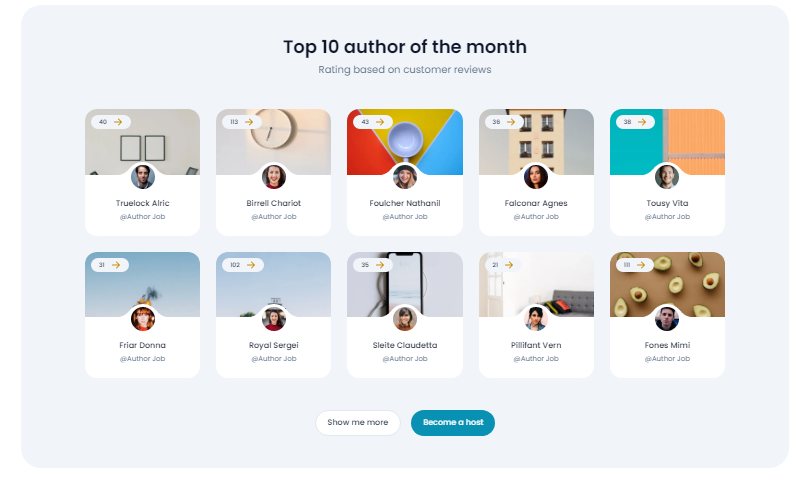 Top 10 author of the month
Rating based on customer reviews
40
113
43
36
38
Truelock Alric
Birrell Chariot
Foulcher Nathanil
Falconar Agnes
Tousy Vita
@Author Job
@Author Job
@Author Job
@Author Job
@Author Job
31
102
35
21
111
Friar Donna
Royal Sergei
Sleite Claudetta
Pillifant Vern
Fones Mimi
@Author Job
@Author Job
@Author Job
@Author Job
@Author Job
Show me more
Become a host